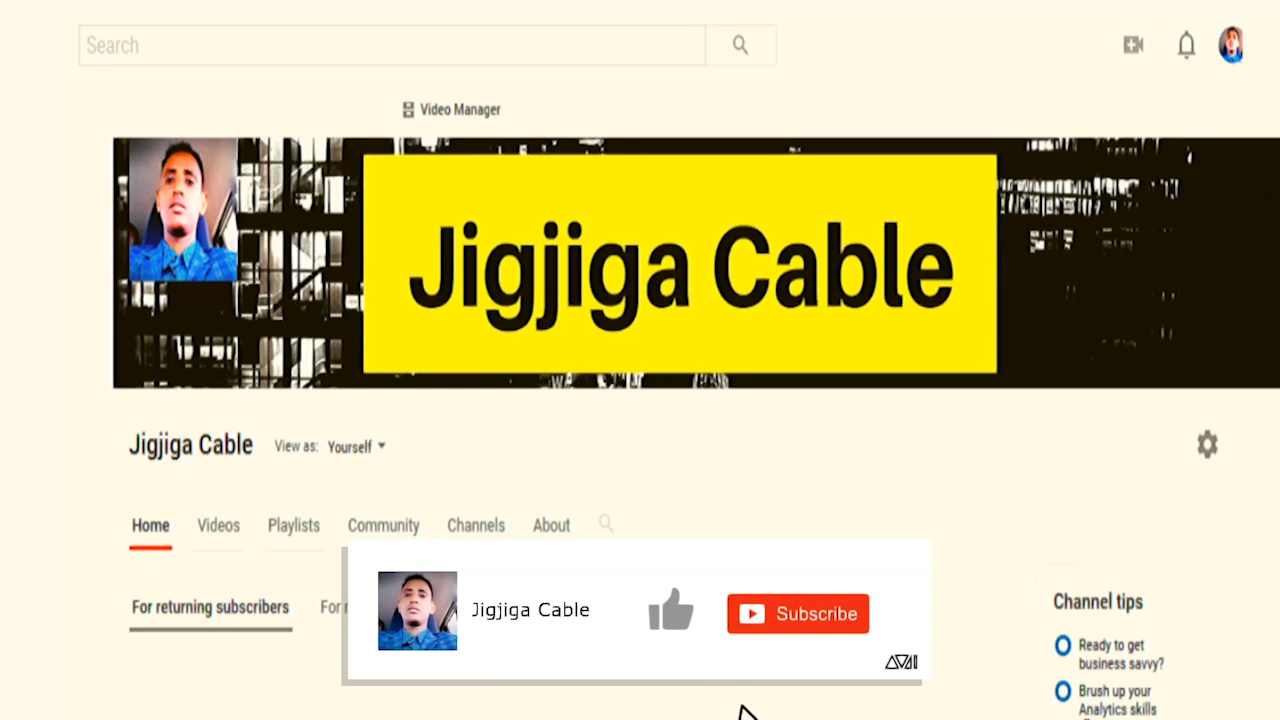 Search
Video Manager
Jigjiga Cable
Jigjiga Cable View as: Yourself
Home Videos Playlists Community Channels About
For returning subscribers For
Jigjiga Cable Subscribe
Channel tips
Ready to get
business savvy?
Brush up your
Analytics skills